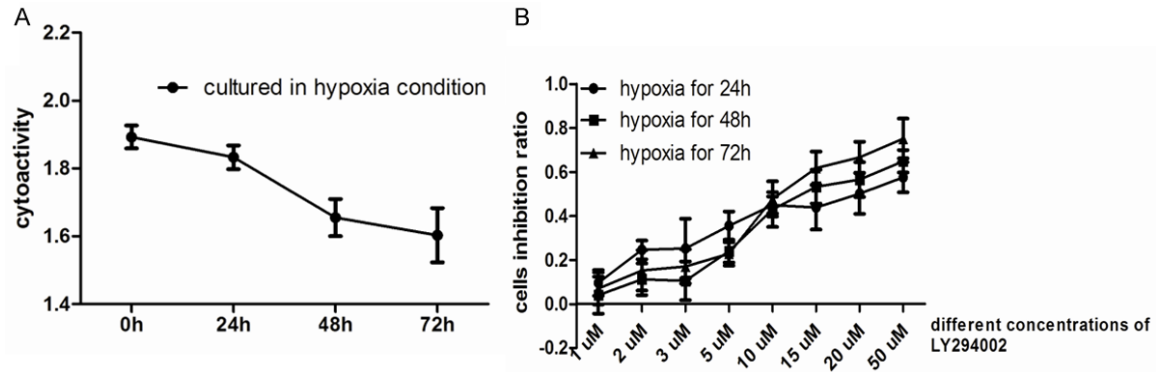 A
2.2
2.0
1.8
1.6
1.4
cytoactivity
cultured in hypoxia condition
0h
24h
48h
72h
B
1.0
0.8
0.6
0.4
0.2
0.0
-0.2
cells inhibition ratio
hypoxia for 24h
hypoxia for 48h
hypoxia for 72h
1 uM
2 uM
3 uM
5 uM
10 uM
15 uM
20 uM
50 uM
different concentrations of
LY294002